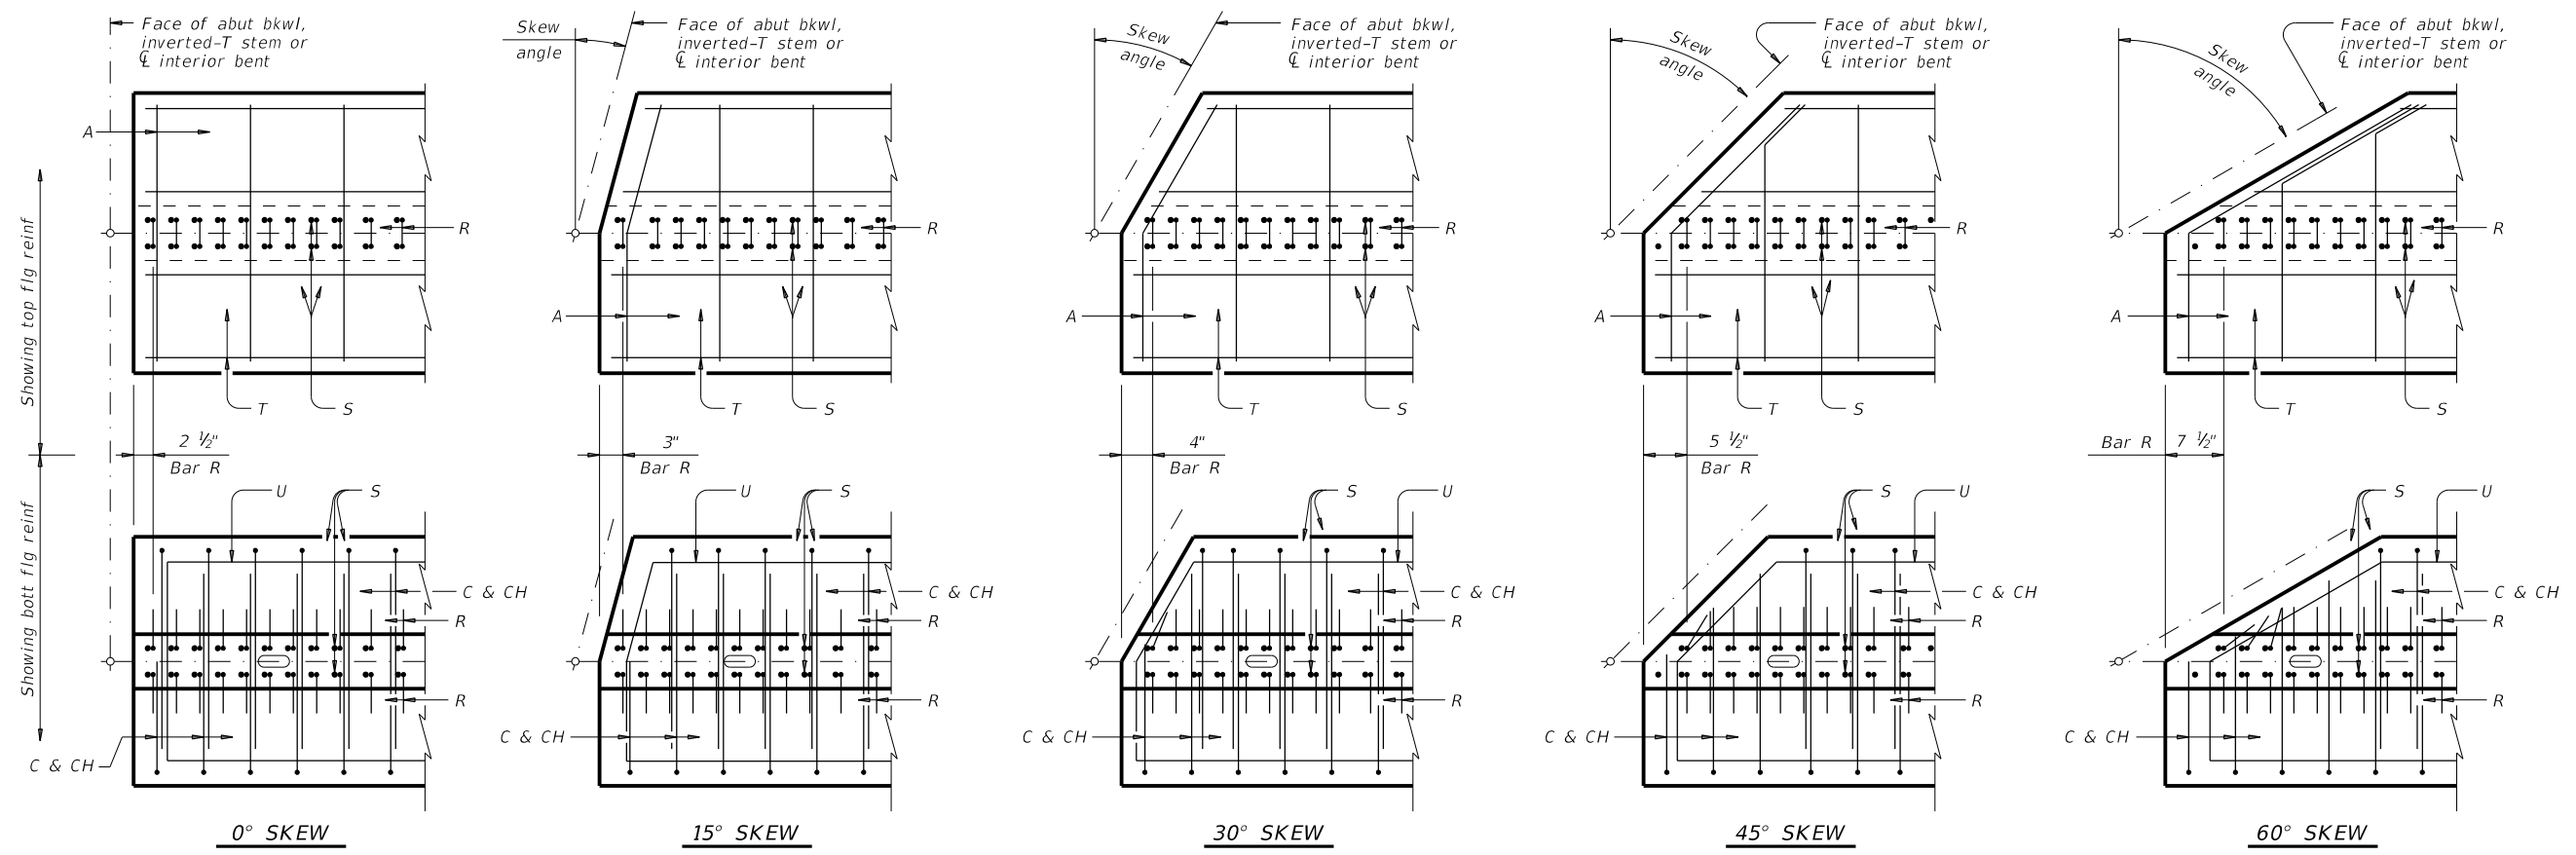 Face of abut bkwl,
inverted-T stem or
℄ interior bent
A
R
T
S
2 ½"
Bar R
U
S
C & CH
R
R
C & CH
0° SKEW
Showing top flg reinf
Showing bott flg reinf
Skew
angle
Face of abut bkwl,
inverted-T stem or
℄ interior bent
R
A
T
S
3"
Bar R
U
S
C & CH
R
R
C & CH
15° SKEW
Skew
angle
Face of abut bkwl,
inverted-T stem or
℄ interior bent
R
A
T
S
4"
Bar R
S
U
C & CH
R
R
C & CH
30° SKEW
Skew
angle
Face of abut bkwl,
inverted-T stem or
℄ interior bent
R
A
T
S
5 ½"
Bar R
S
U
C & CH
R
R
C & CH
45° SKEW
Skew
angle
Face of abut bkwl,
inverted-T stem or
℄ interior bent
R
A
T
S
Bar R 7 ½"
S
U
C & CH
R
R
C & CH
60° SKEW